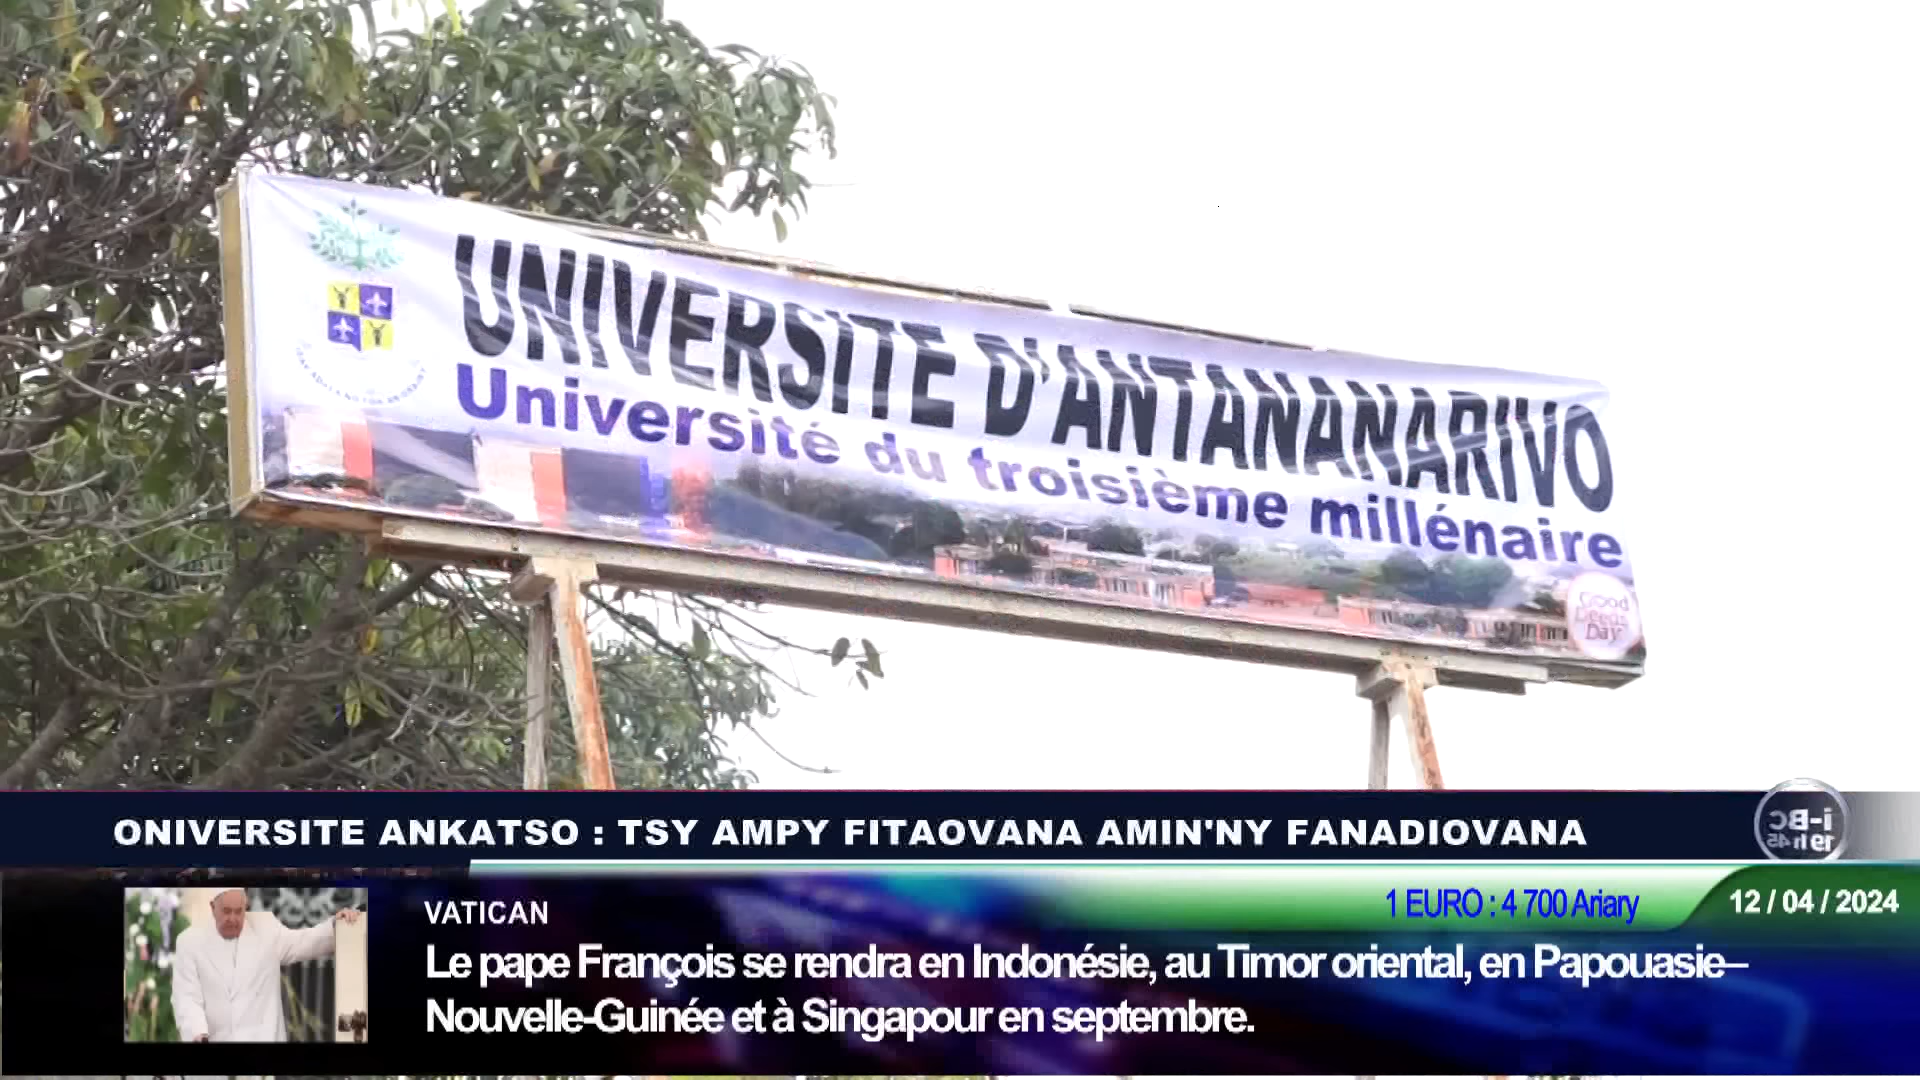 UNIVERSITE D'ANTANANARIVO
Université du troisième millénaire
Good
Deeds
Day
ONIVERSITE ANKATSO : TSY AMPY FITAOVANA AMIN'NY FANADIOVANA
i-BC
19h45
1 EURO : 4 700 Ariary
12 / 04 / 2024
VATICAN
Le pape François se rendra en Indonésie, au Timor oriental, en Papouasie–
Nouvelle-Guinée et à Singapour en septembre.